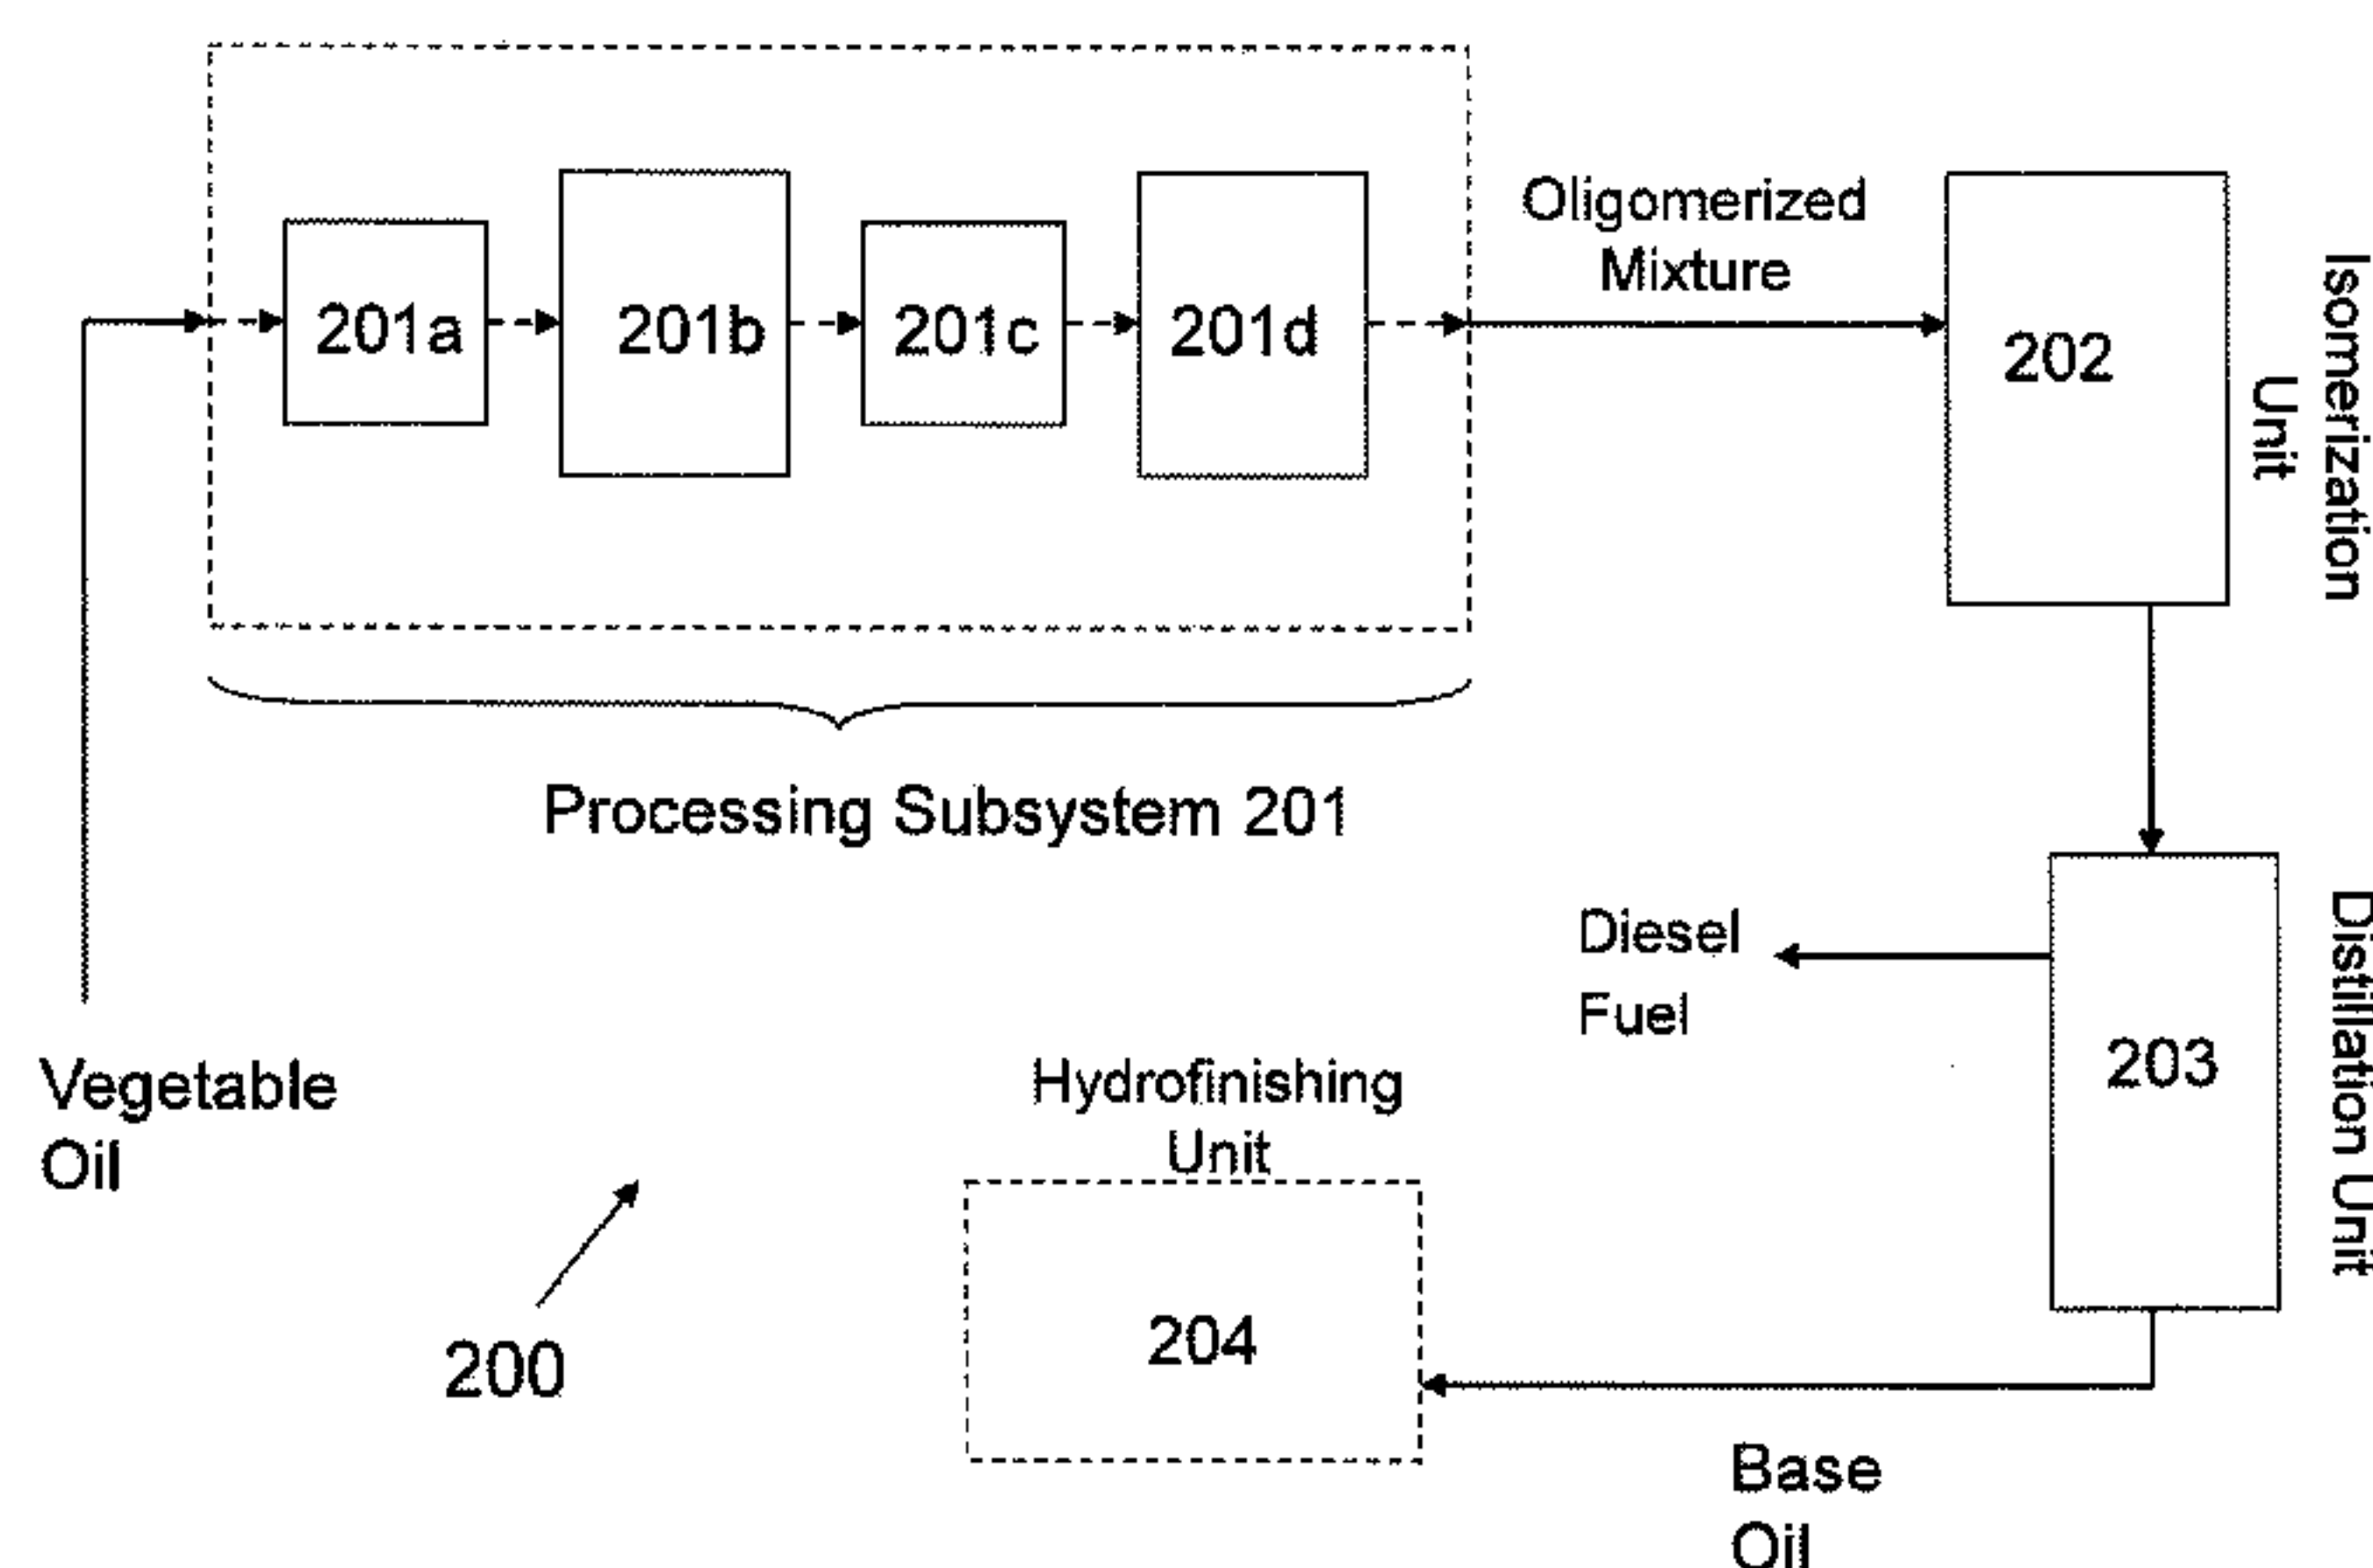 201a
201b
201c
201d
Oligomerized
Mixture
202
Isomerization
Unit
Processing Subsystem 201
Diesel
Fuel
203
Distillation Unit
Vegetable
Oil
Hydrofinishing
Unit
204
200
Base
Oil